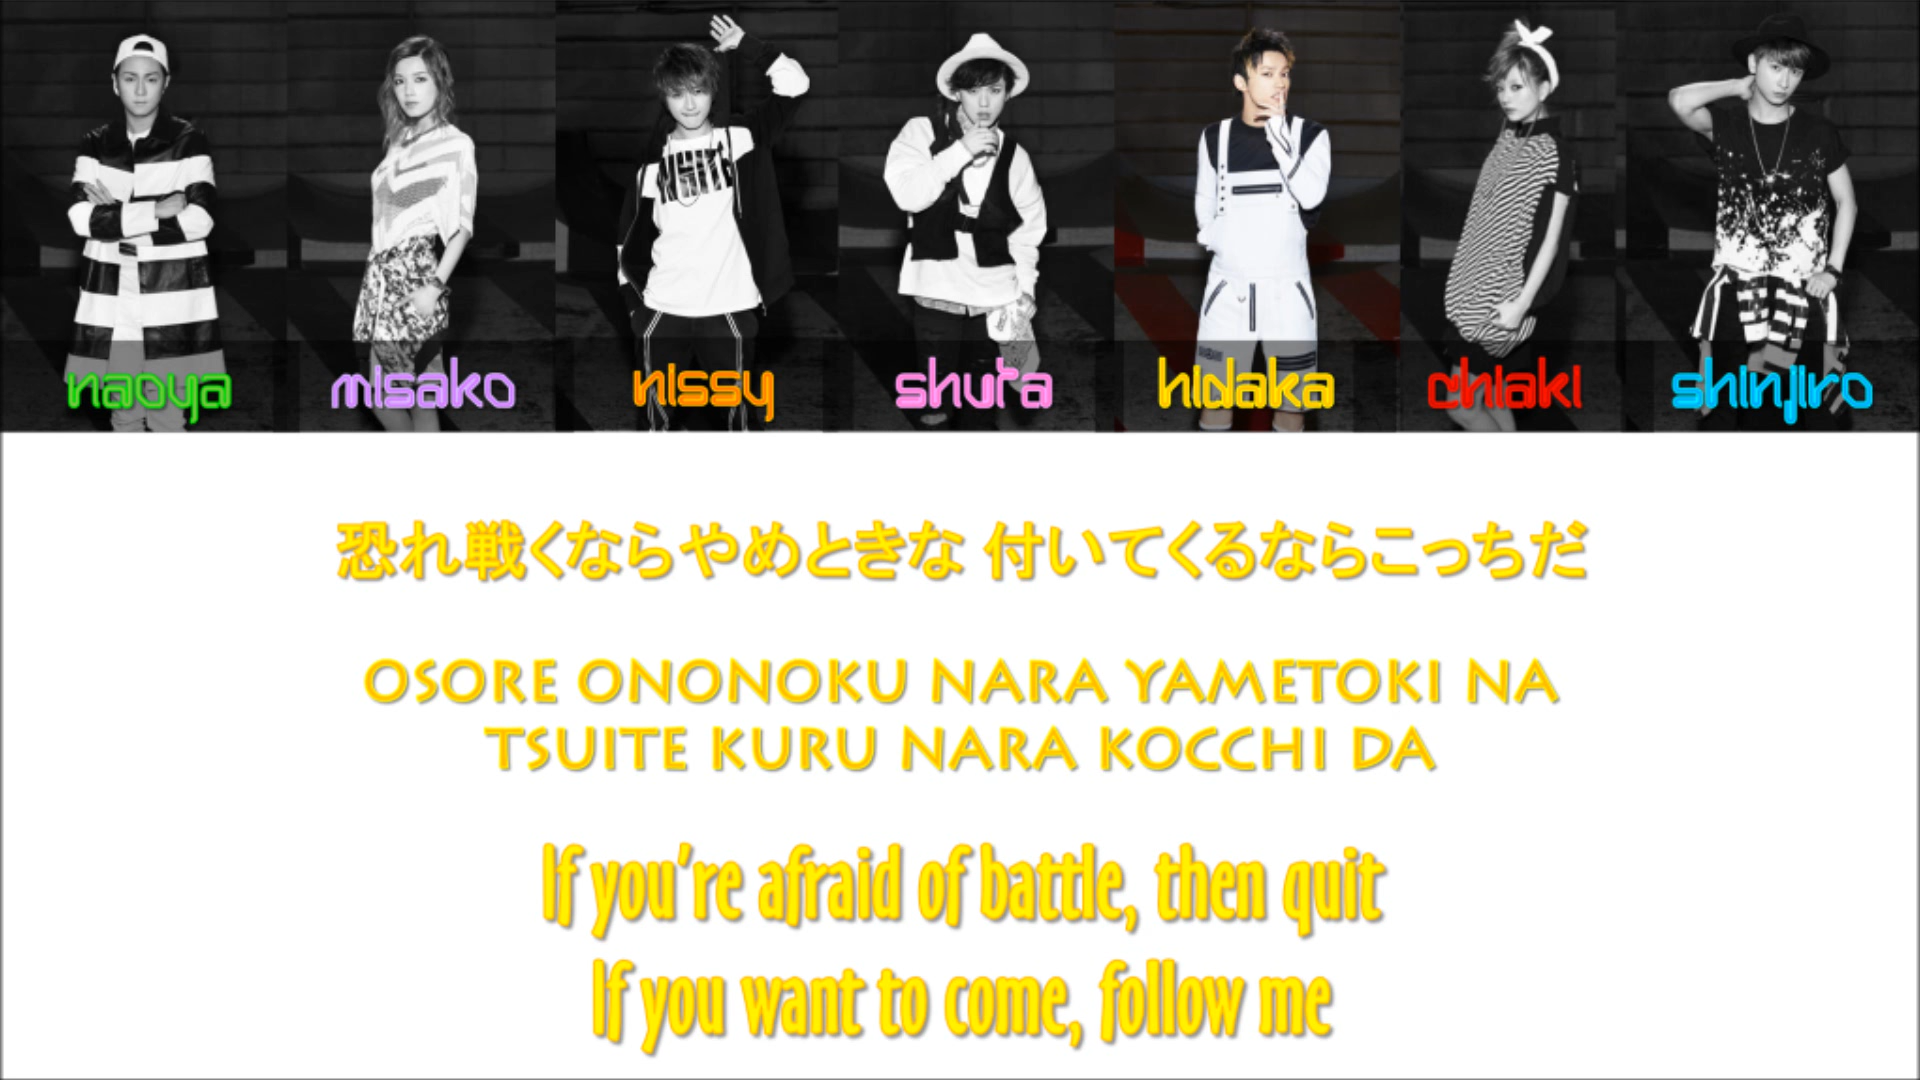 naoya misako nissy shuta hidaka chiaki shinjiro
恐れ戦くならやめときな 付いてくるならこっちだ
OSORE ONONOKU NARA YAMETOKI NA
TSUITE KURU NARA KOCCHI DA
If you're afraid of battle, then quit
If you want to come, follow me